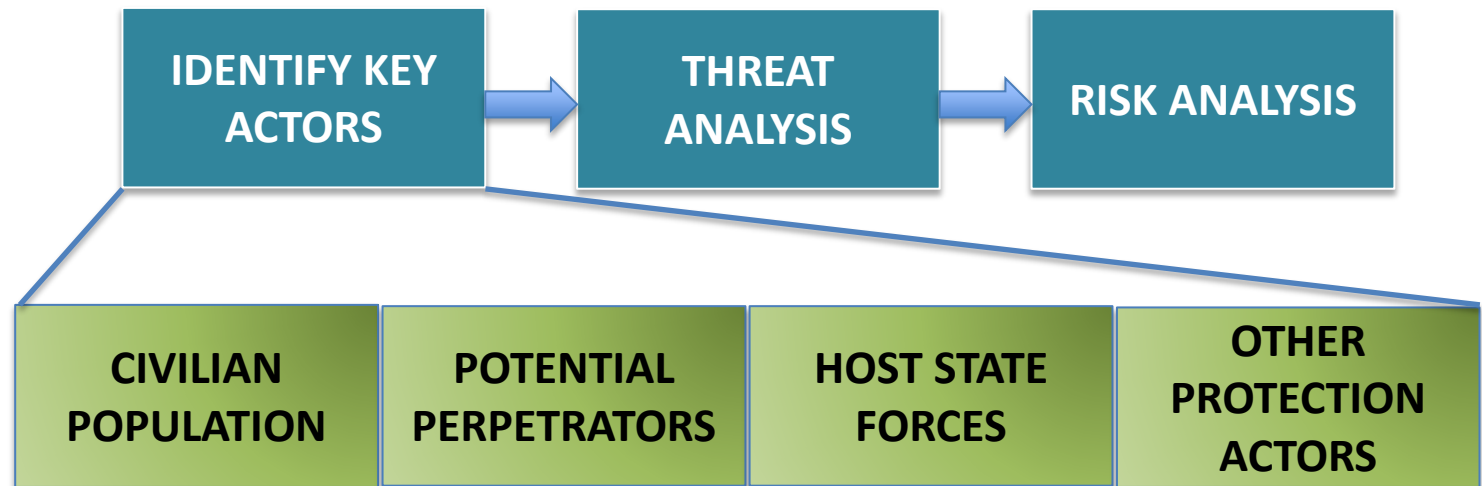 IDENTIFY KEY
ACTORS
THREAT
ANALYSIS
RISK ANALYSIS
CIVILIAN
POPULATION
POTENTIAL
PERPETRATORS
HOST STATE
FORCES
OTHER
PROTECTION
ACTORS